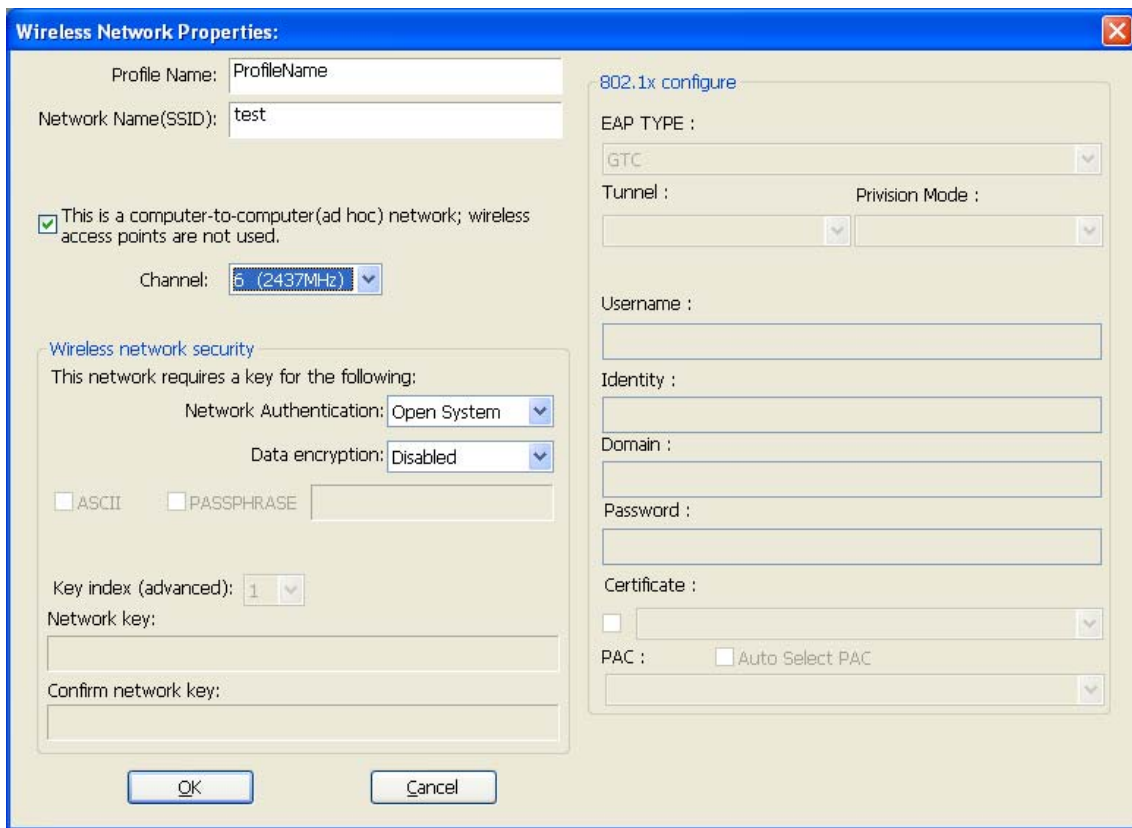 Wireless Network Properties:
Profile Name: ProfileName
Network Name(SSID): test
This is a computer-to-computer(ad hoc) network; wireless
access points are not used.
Channel: 6 (2437MHz)
Wireless network security
This network requires a key for the following:
Network Authentication: Open System
Data encryption: Disabled
ASCII PASSPHRASE
Key index (advanced): 1
Network key:
Confirm network key:
OK Cancel
802.1x configure
EAP TYPE :
GTC
Tunnel : Privision Mode :
Username :
Identity :
Domain :
Password :
Certificate :
PAC : Auto Select PAC